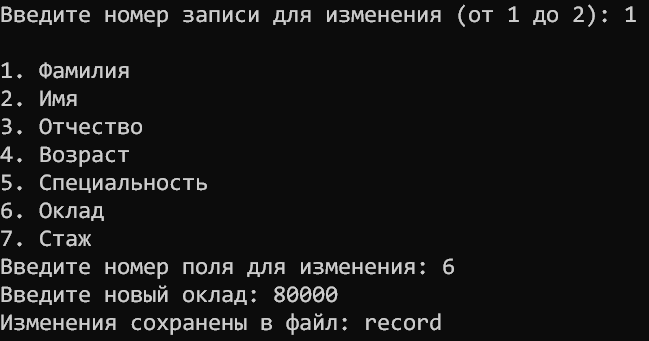 Введите номер записи для изменения (от 1 до 2): 1
1. Фамилия
2. Имя
3. Отчество
4. Возраст
5. Специальность
6. Оклад
7. Стаж
Введите номер поля для изменения: 6
Введите новый оклад: 80000
Изменения сохранены в файл: record